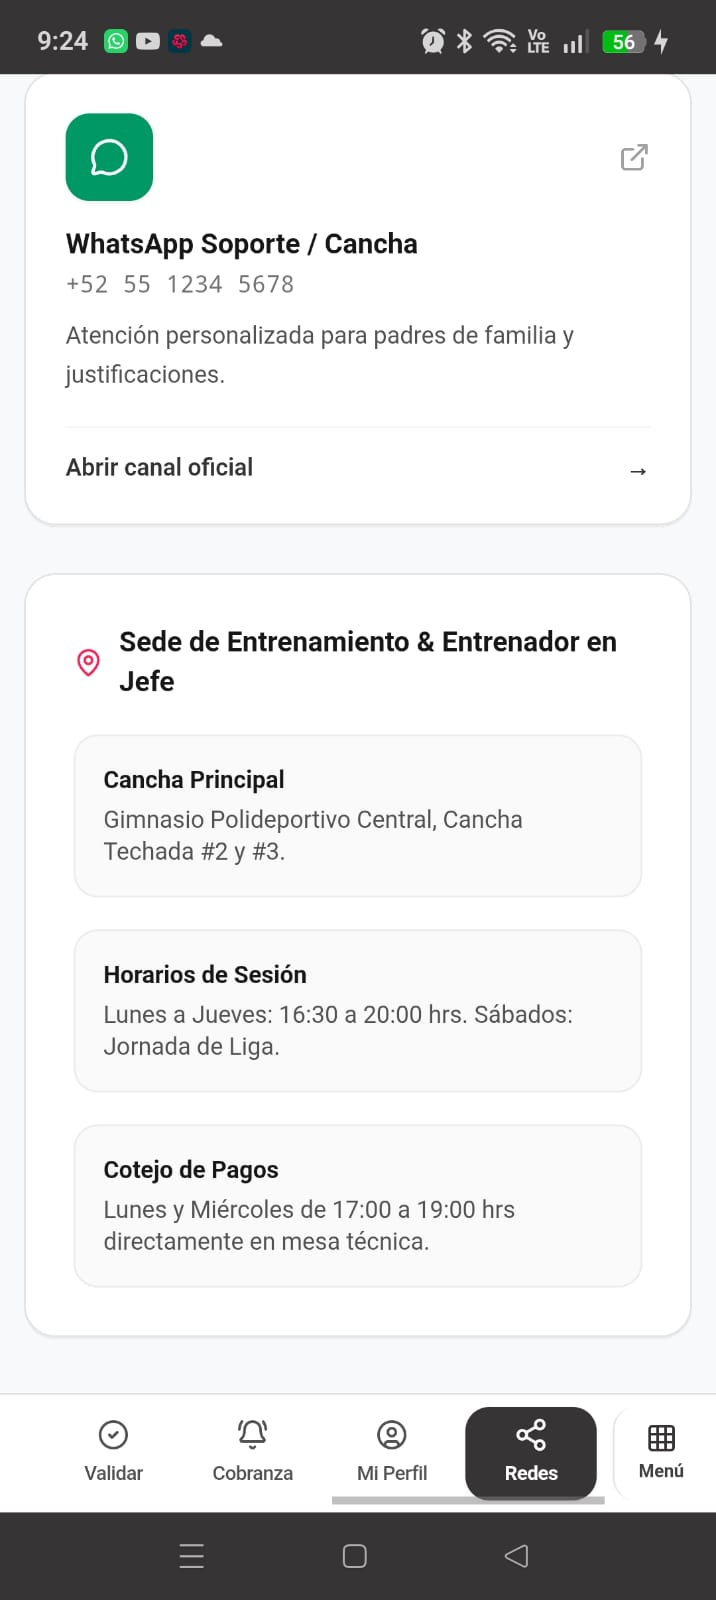 9:24
Vo
LTE
56
WhatsApp Soporte / Cancha
+52 55 1234 5678
Atención personalizada para padres de familia y
justificaciones.
Abrir canal oficial
→
Sede de Entrenamiento & Entrenador en
Jefe
Cancha Principal
Gimnasio Polideportivo Central, Cancha
Techada #2 y #3.
Horarios de Sesión
Lunes a Jueves: 16:30 a 20:00 hrs. Sábados:
Jornada de Liga.
Cotejo de Pagos
Lunes y Miércoles de 17:00 a 19:00 hrs
directamente en mesa técnica.
Validar
Cobranza
Mi Perfil
Redes
Menú